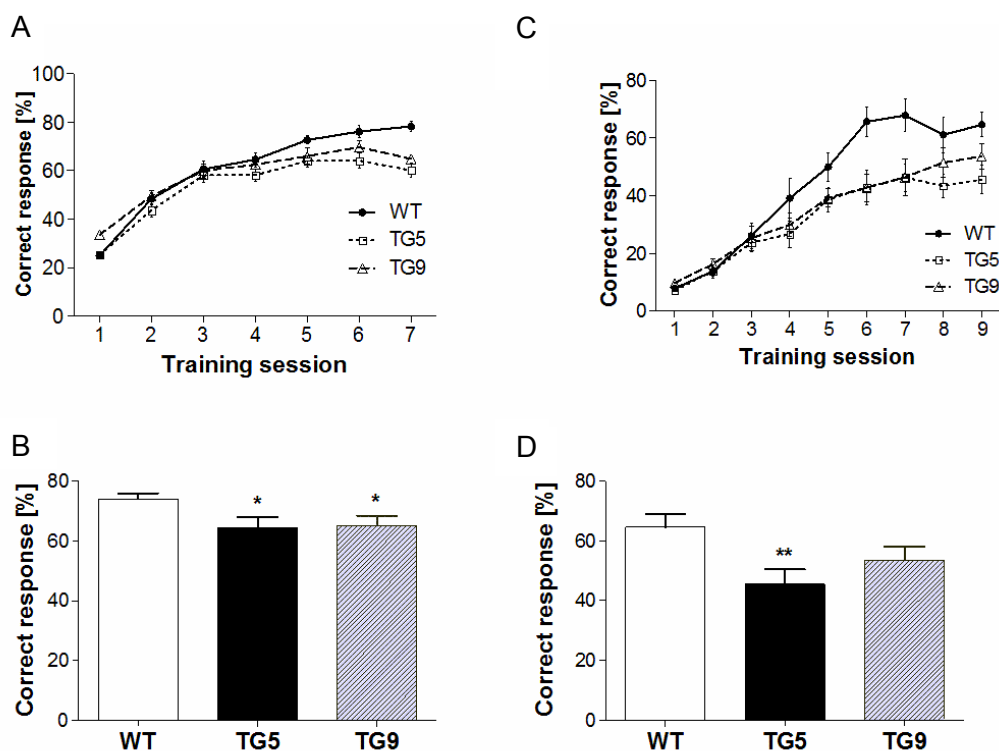 A
Correct response [%]
100
80
60
40
20
0
WT
TG5
TG9
1 2 3 4 5 6 7
Training session
C
Correct response [%]
80
60
40
20
0
WT
TG5
TG9
1 2 3 4 5 6 7 8 9
Training session
B
Correct response [%]
80
60
40
20
0
*
*
WT TG5 TG9
D
Correct response [%]
80
60
40
20
0
**
WT TG5 TG9